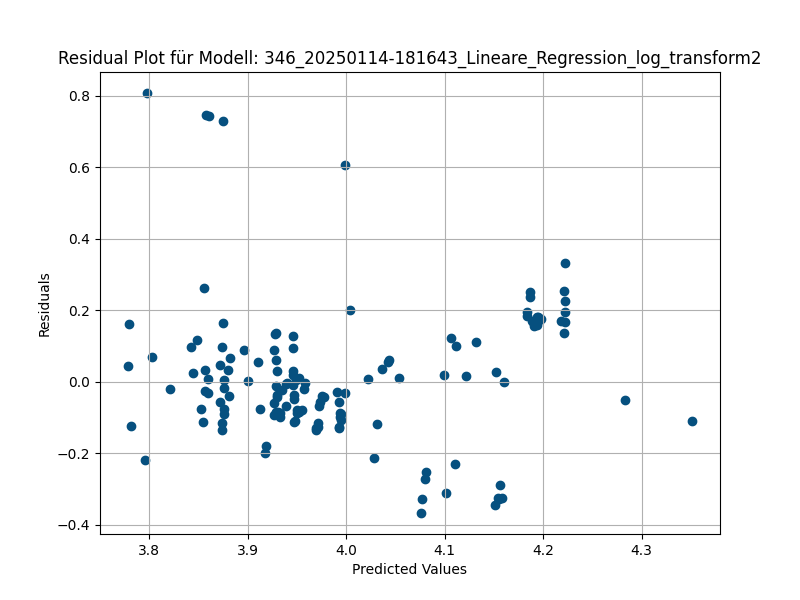 Residual Plot für Modell: 346_20250114-181643_Lineare_Regression_log_transform2
0.8
0.6
0.4
0.2
0.0
−0.2
−0.4
Residuals
3.8 3.9 4.0 4.1 4.2 4.3
Predicted Values